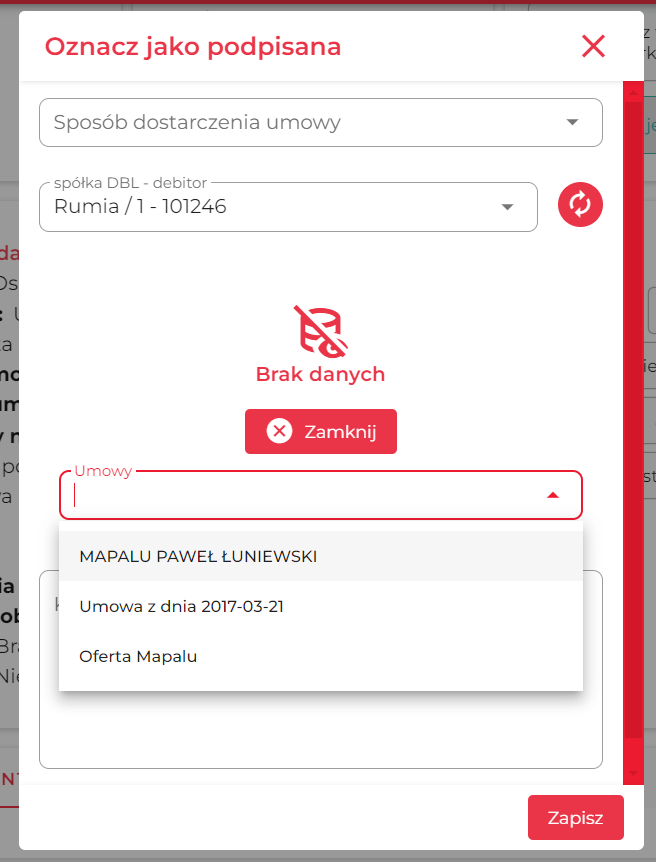 Oznacz jako podpisana
Sposób dostarczenia umowy
spółka DBL - debitor
Rumia / 1 - 101246
Brak danych
Zamknij
Umowy
MAPALU PAWEŁ ŁUNIEWSKI
Umowa z dnia 2017-03-21
Oferta Mapalu
Zapisz